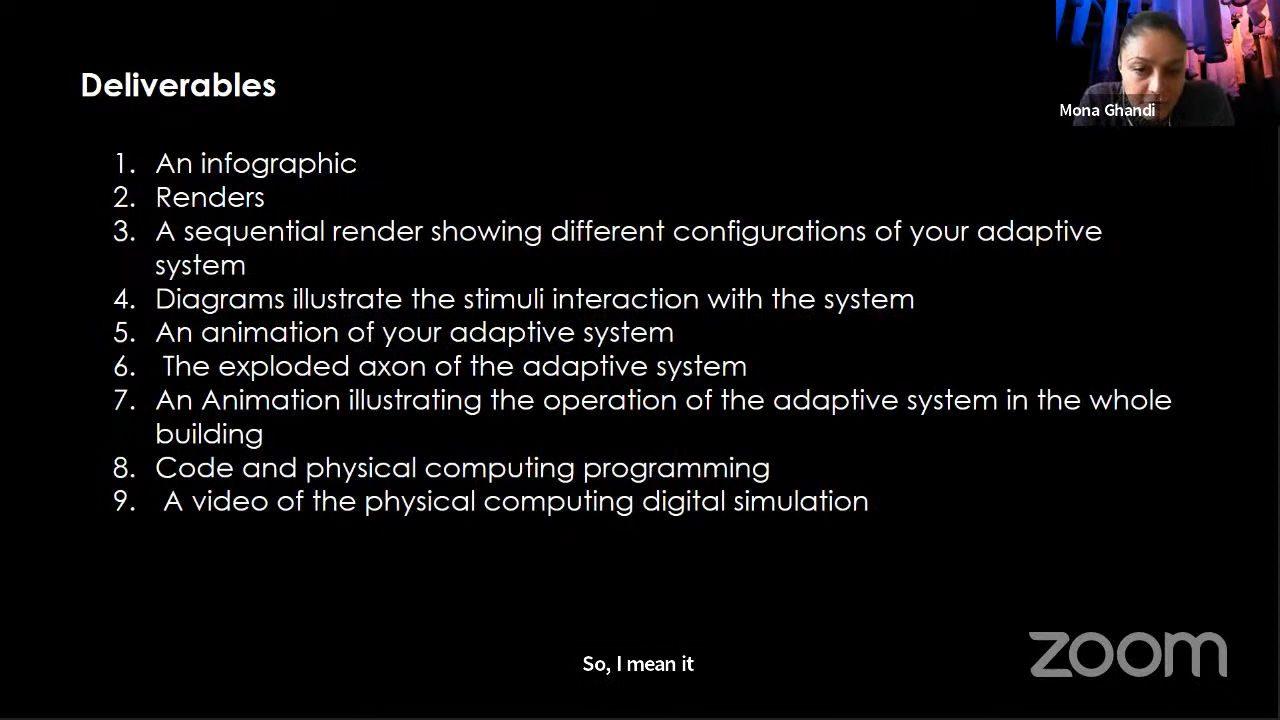 Deliverables
Mona Ghandi
1. An infographic
2. Renders
3. A sequential render showing different configurations of your adaptive
system
4. Diagrams illustrate the stimuli interaction with the system
5. An animation of your adaptive system
6. The exploded axon of the adaptive system
7. An Animation illustrating the operation of the adaptive system in the whole
building
8. Code and physical computing programming
9. A video of the physical computing digital simulation
So, I mean it
zoom